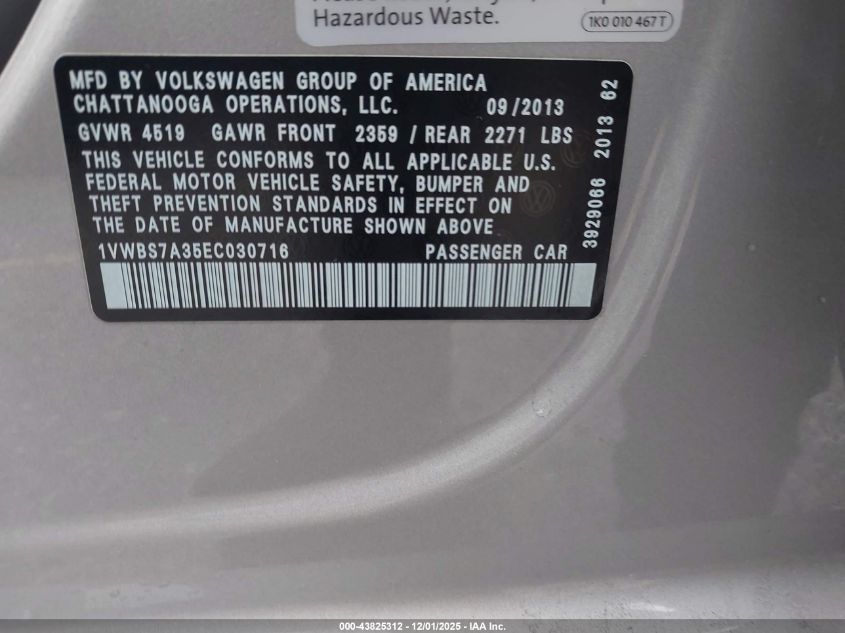 Hazardous Waste.
1K0 010 467 T
MFD BY VOLKSWAGEN GROUP OF AMERICA
CHATTANOOGA OPERATIONS, LLC. 09/2013
GVWR 4519 GAWR FRONT 2359 / REAR 2271 LBS
THIS VEHICLE CONFORMS TO ALL APPLICABLE U.S.
FEDERAL MOTOR VEHICLE SAFETY, BUMPER AND
THEFT PREVENTION STANDARDS IN EFFECT ON
THE DATE OF MANUFACTURE SHOWN ABOVE.
1VWBS7A35EC030716 PASSENGER CAR
3929066 2013 62
000-43825312 - 12/01/2025 - IAA Inc.